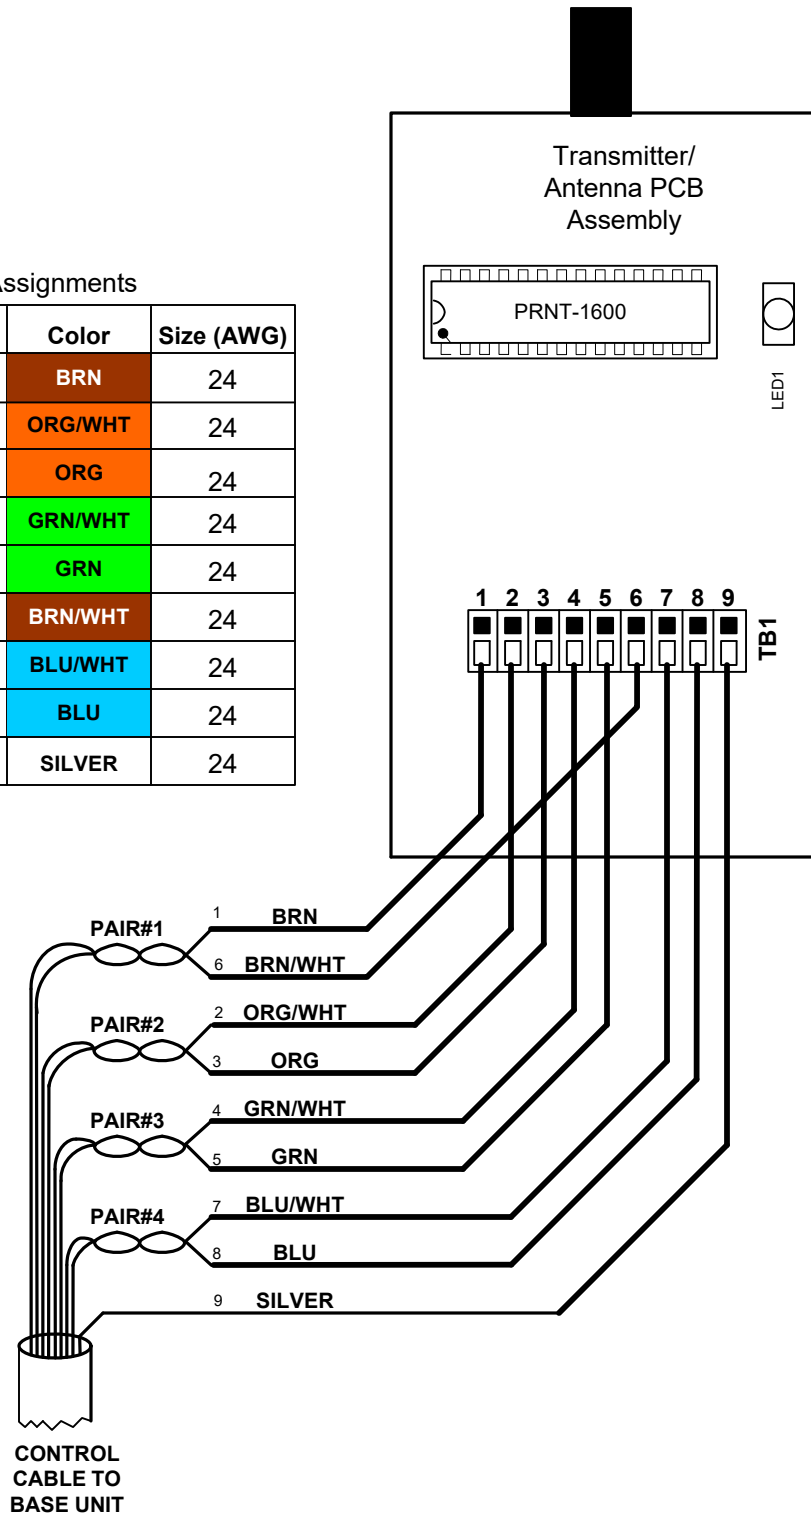 Transmitter/
Antenna PCB
Assembly
PRNT-1600
LED1
Assignments
Color Size (AWG)
BRN 24
ORG/WHT 24
ORG 24
GRN/WHT 24
GRN 24
BRN/WHT 24
BLU/WHT 24
BLU 24
SILVER 24
1 2 3 4 5 6 7 8 9
TB1
PAIR#1
1 BRN
6 BRN/WHT
PAIR#2
2 ORG/WHT
3 ORG
PAIR#3
4 GRN/WHT
5 GRN
PAIR#4
7 BLU/WHT
8 BLU
9 SILVER
CONTROL
CABLE TO
BASE UNIT